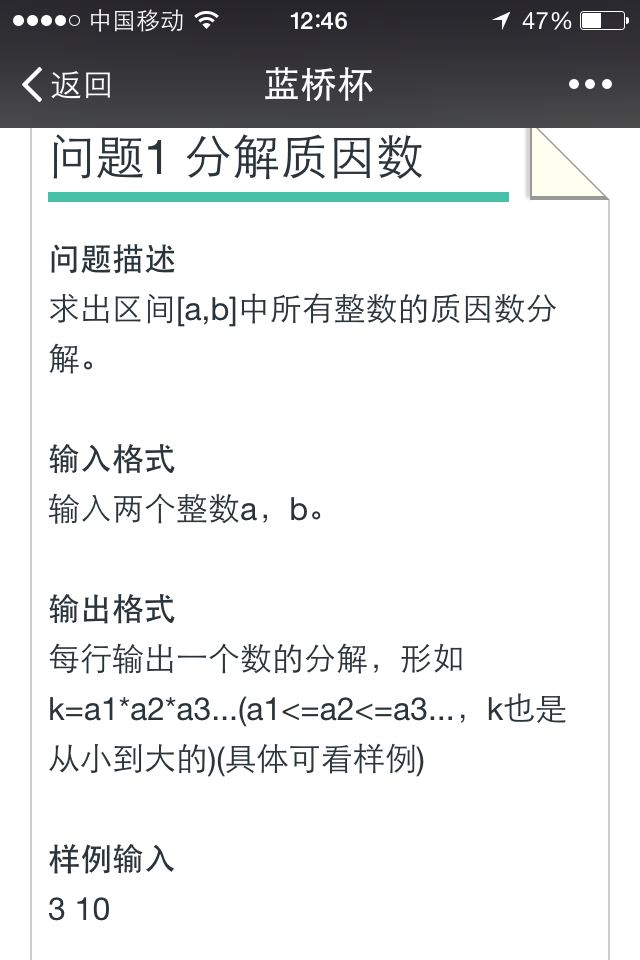 中国移动 12:46 47%
返回 蓝桥杯
问题1 分解质因数
问题描述
求出区间[a,b]中所有整数的质因数分
解。
输入格式
输入两个整数a，b。
输出格式
每行输出一个数的分解，形如
k=a1*a2*a3...(a1<=a2<=a3...，k也是
从小到大的)(具体可看样例)
样例输入
3 10